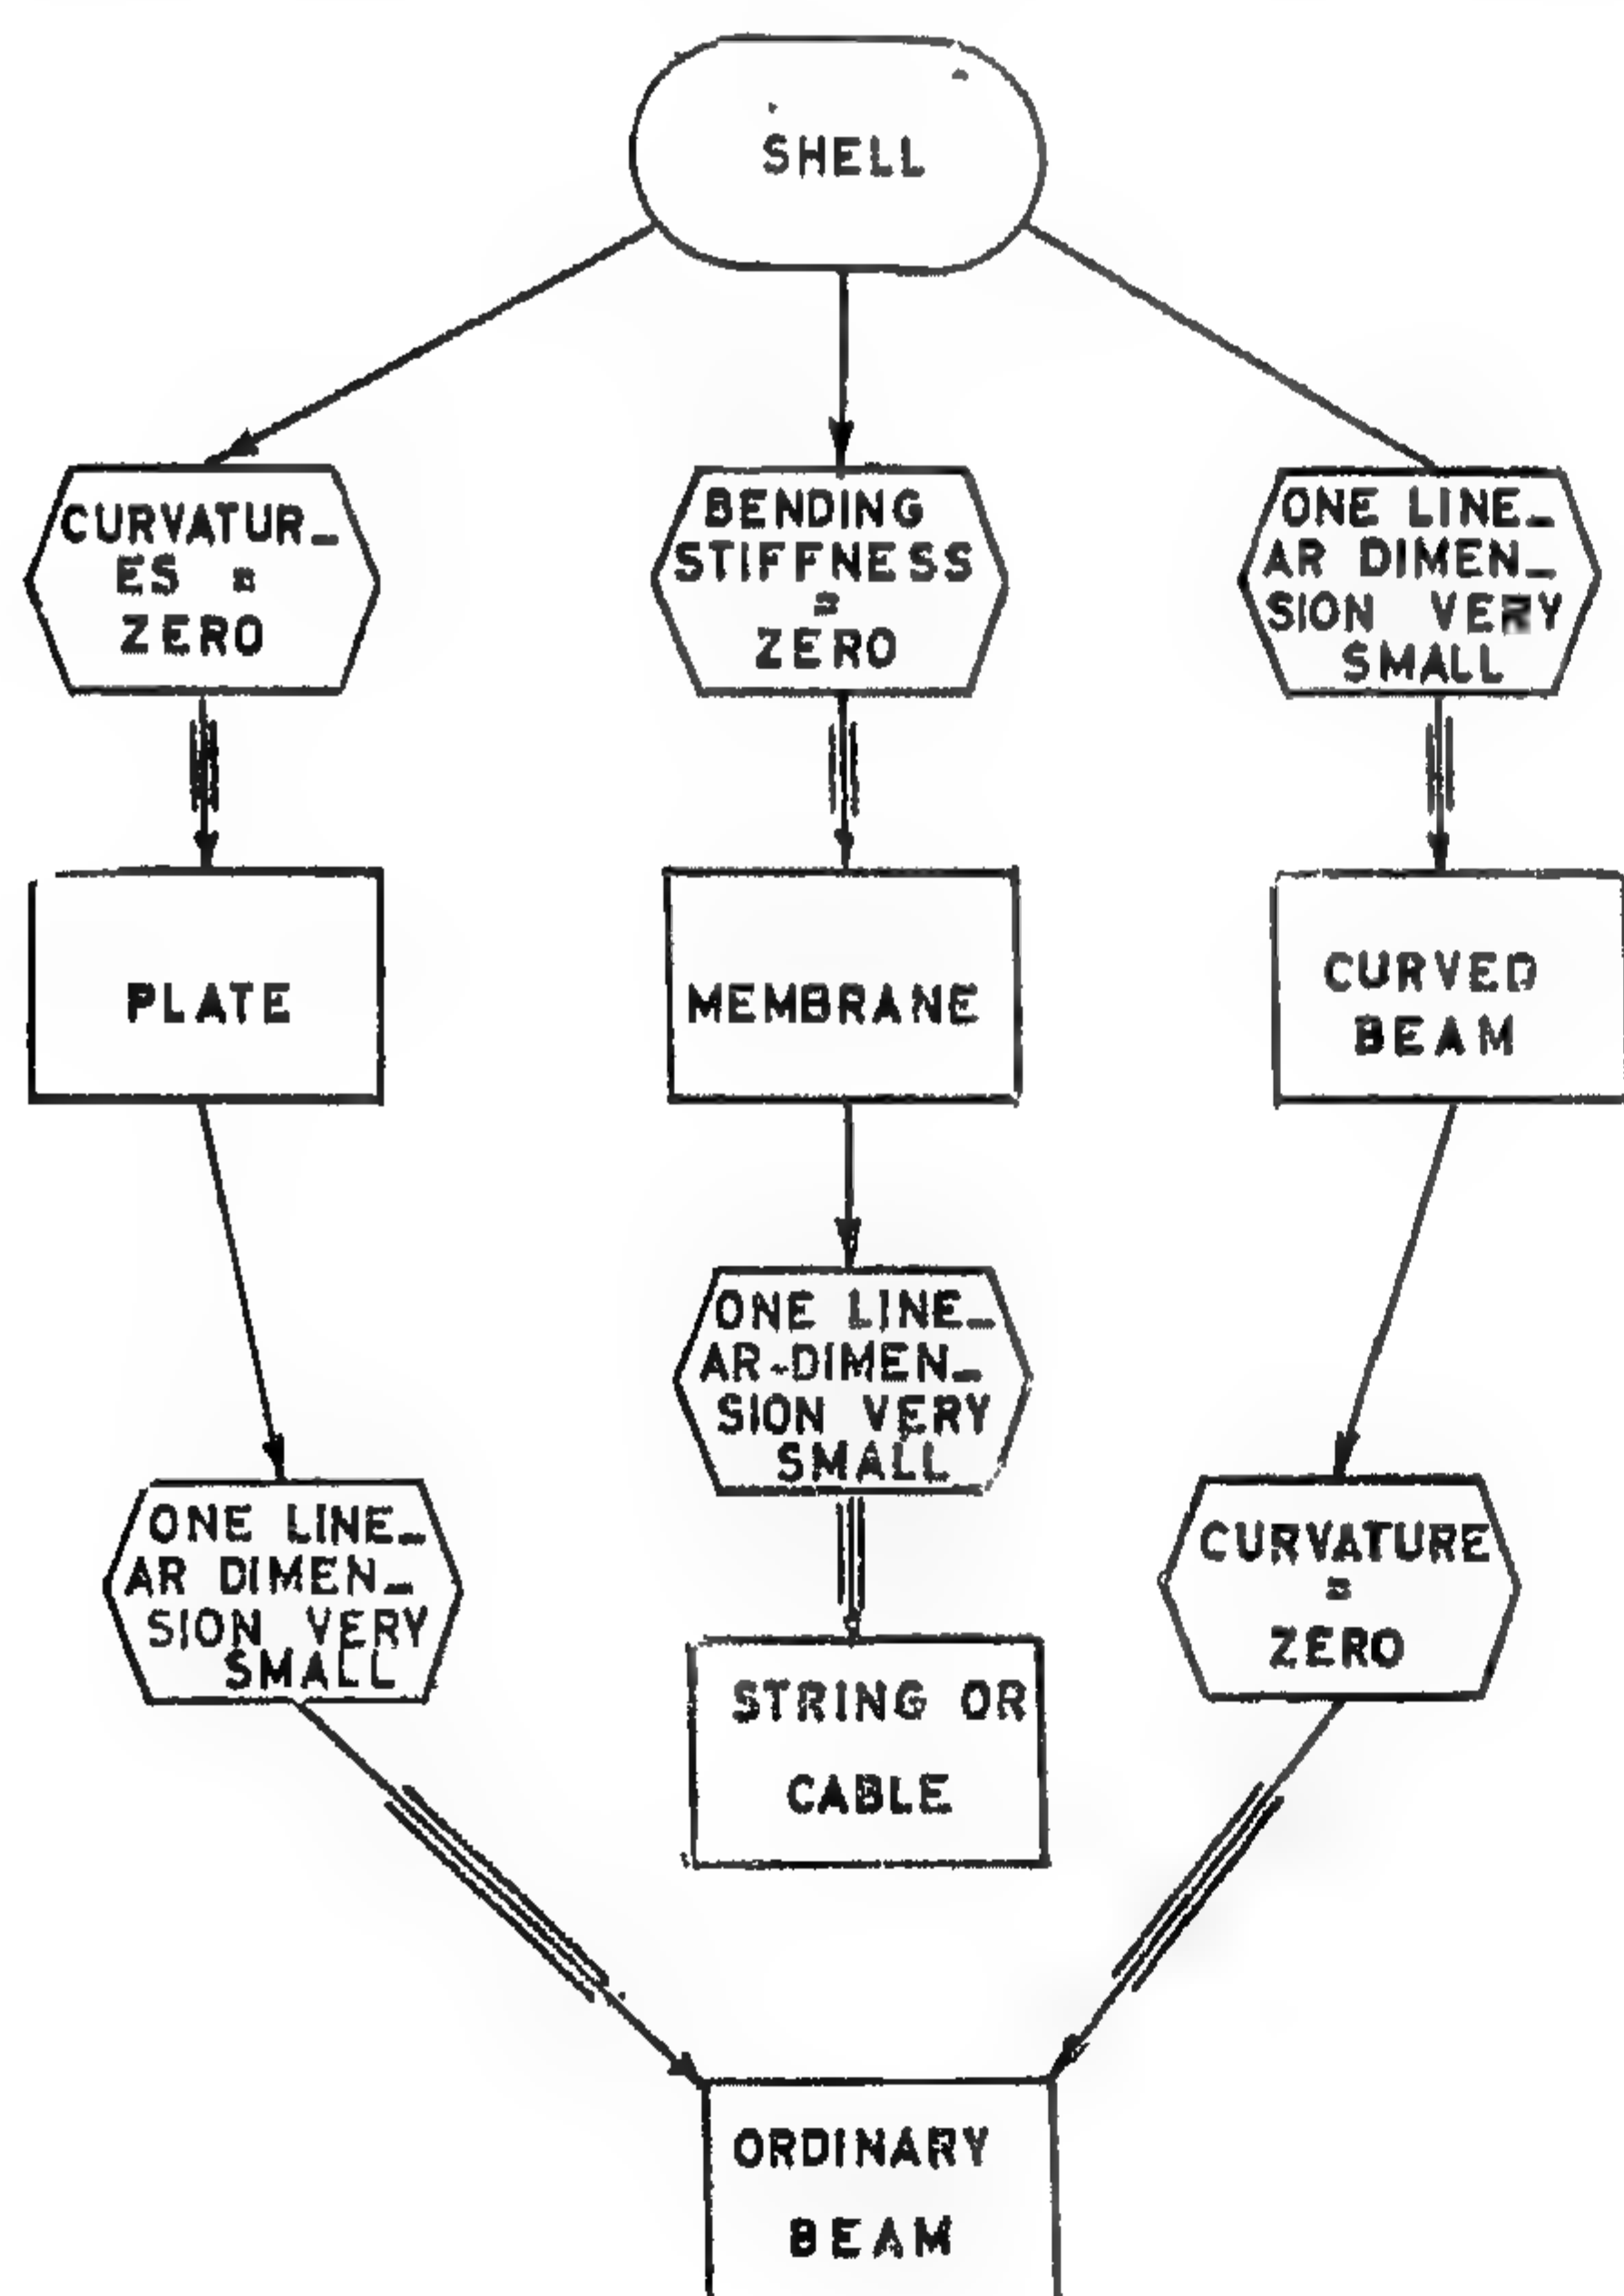 SHELL
CURVATUR_
ES =
ZERO
BENDING
STIFFNESS
=
ZERO
ONE LINE_
AR DIMEN_
SION VERY
SMALL
PLATE
MEMBRANE
CURVED
BEAM
ONE LINE_
AR-DIMEN_
SION VERY
SMALL
ONE LINE_
AR DIMEN_
SION VERY
SMALL
CURVATURE
=
ZERO
STRING OR
CABLE
ORDINARY
BEAM